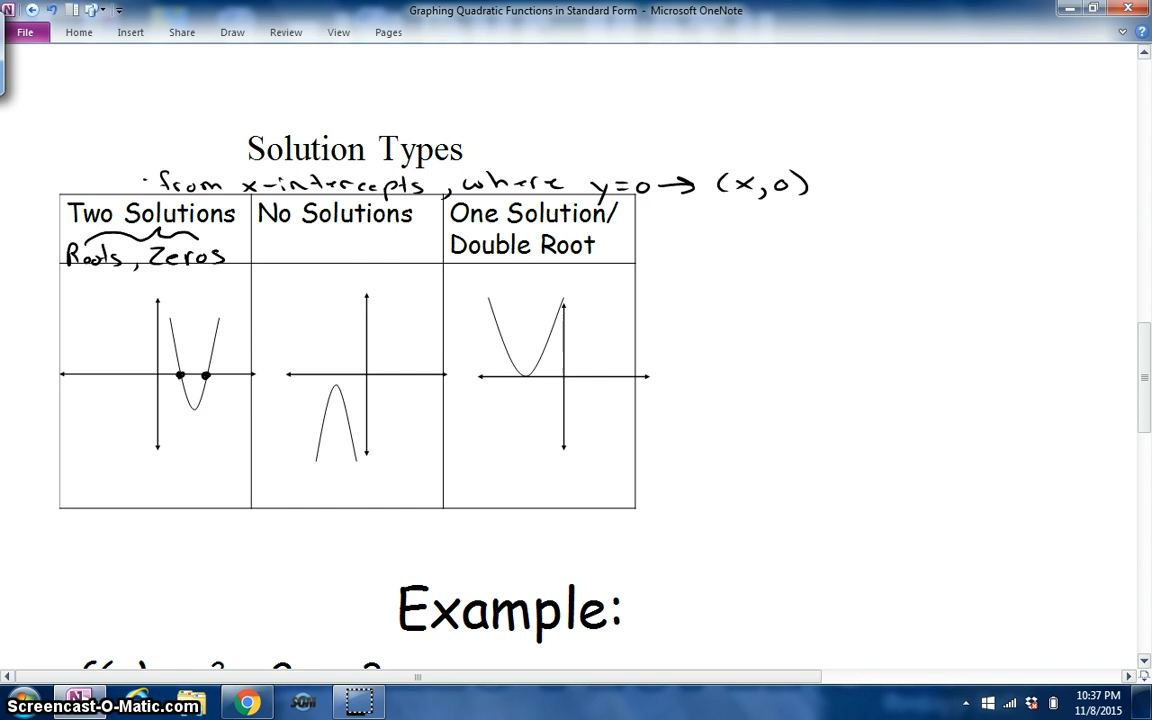 Graphing Quadratic Functions in Standard Form - Microsoft OneNote
File Home Insert Share Draw Review View Pages
Solution Types
· from x-intercepts, where y=0 → (x,0)
Two Solutions
Roots, Zeros
No Solutions
One Solution/
Double Root
Example:
SGM
Screencast-O-Matic.com
10:37 PM
11/8/2015